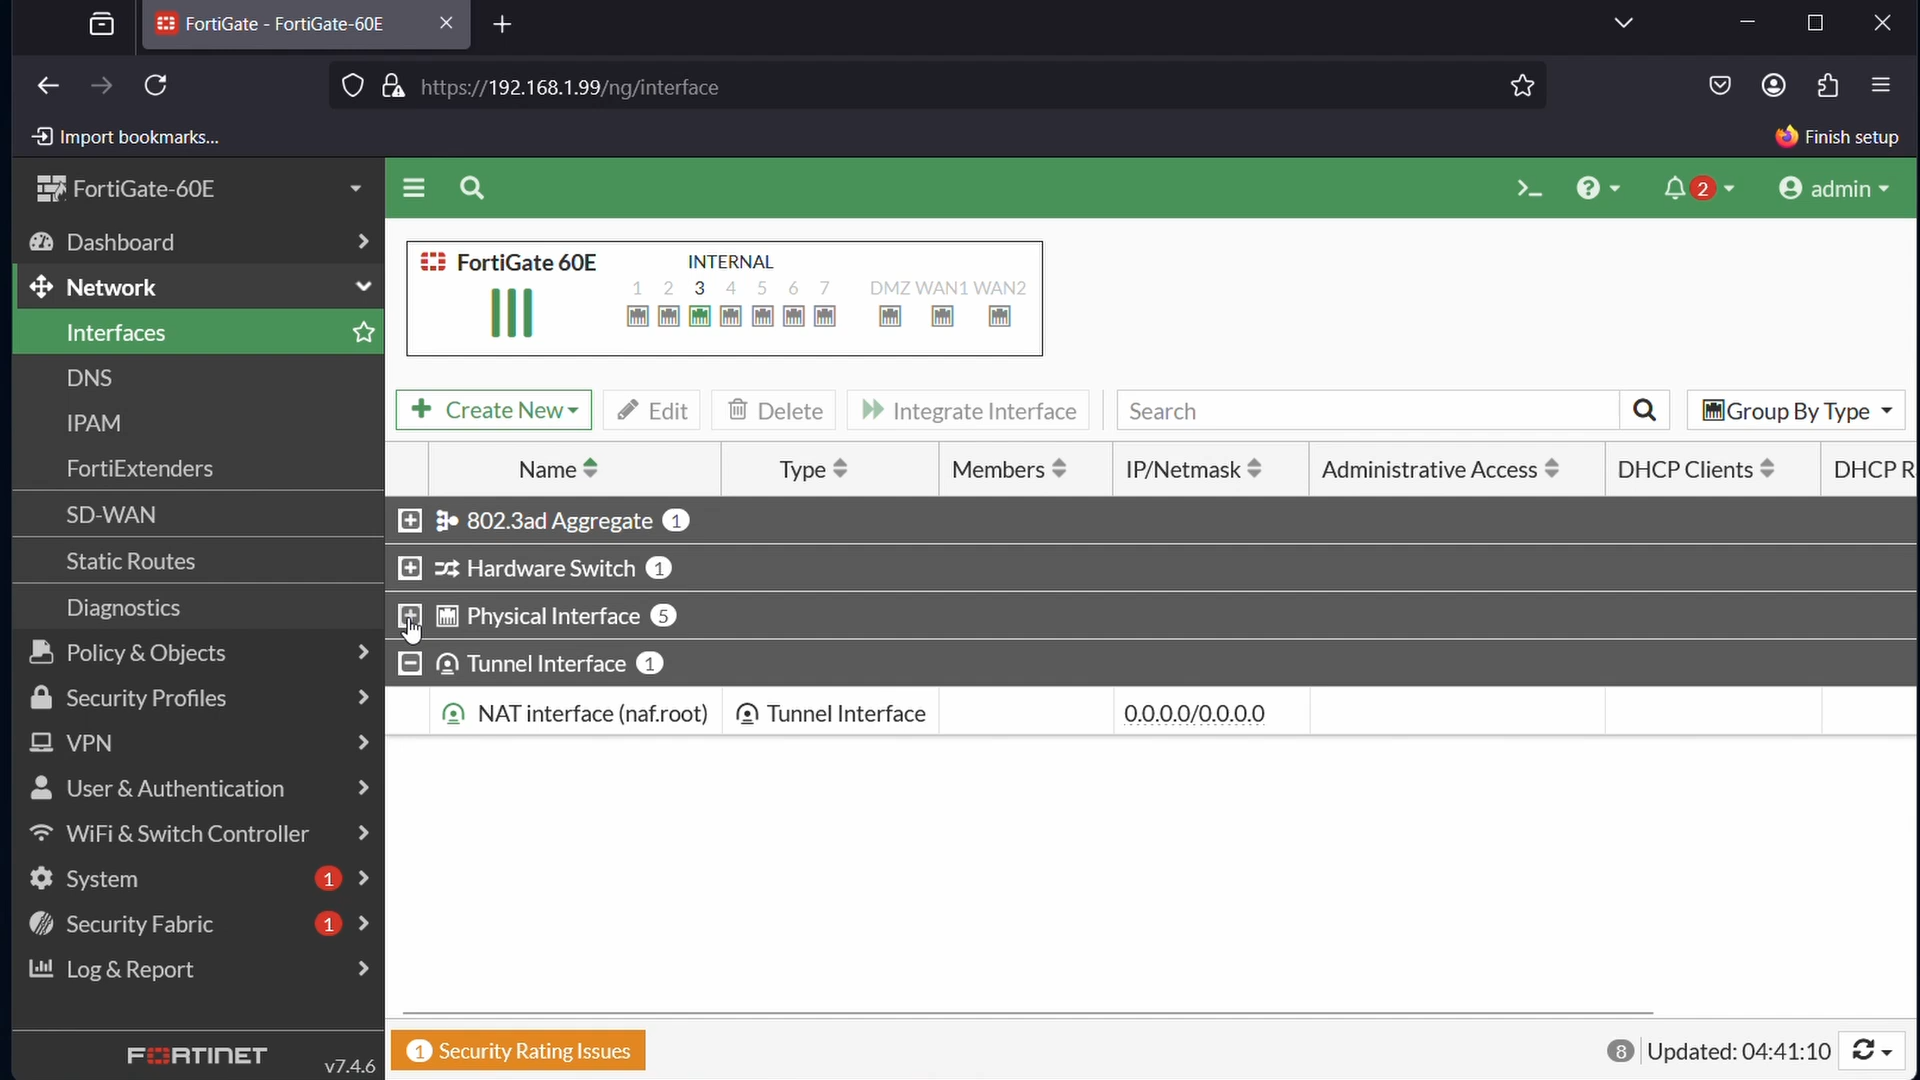 FortiGate - FortiGate-60E
https://192.168.1.99/ng/interface
Import bookmarks...
Finish setup
FortiGate-60E
admin
2
Dashboard
Network
Interfaces
DNS
IPAM
FortiExtenders
SD-WAN
Static Routes
Diagnostics
Policy & Objects
Security Profiles
VPN
User & Authentication
WiFi & Switch Controller
System 1
Security Fabric 1
Log & Report
FORTINET v7.4.6
FortiGate 60E
INTERNAL
1 2 3 4 5 6 7 DMZ WAN1 WAN2
Create New Edit Delete Integrate Interface Search Group By Type
Name Type Members IP/Netmask Administrative Access DHCP Clients DHCP R
802.3ad Aggregate 1
Hardware Switch 1
Physical Interface 5
Tunnel Interface 1
NAT interface (naf.root) Tunnel Interface 0.0.0.0/0.0.0.0
1 Security Rating Issues
8 Updated: 04:41:10